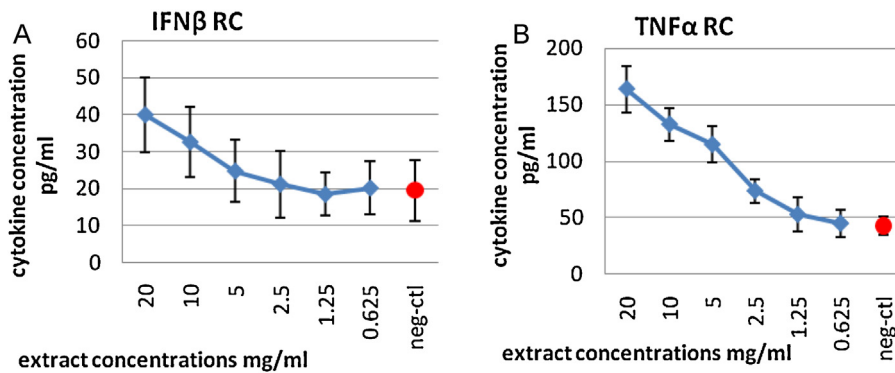 A
IFNβ RC
cytokine concentration
pg/ml
60
50
40
30
20
10
0
20
10
5
2.5
1.25
0.625
neg-ctl
extract concentrations mg/ml
B
TNFα RC
cytokine concentration
pg/ml
200
150
100
50
0
20
10
5
2.5
1.25
0.625
neg-ctl
extract concentrations mg/ml